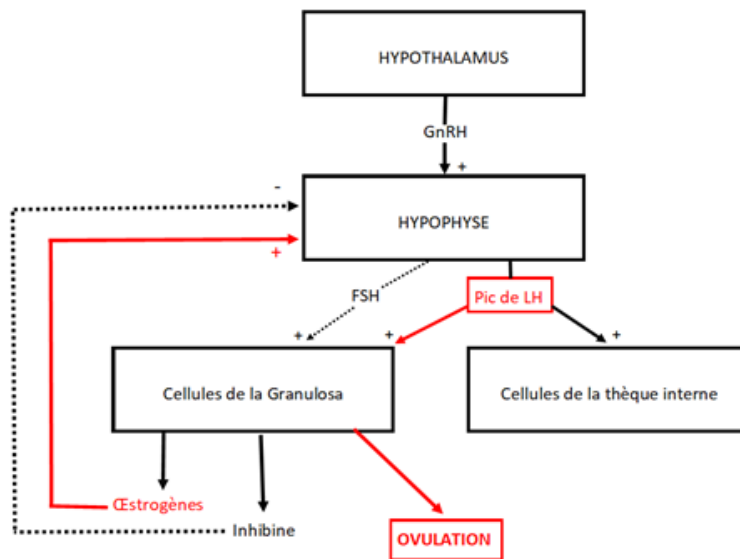 HYPOTHALAMUS
GnRH
+
-
HYPOPHYSE
+
FSH
Pic de LH
+
+
+
Cellules de la Granulosa
Cellules de la thèque interne
Œstrogènes
Inhibine
OVULATION